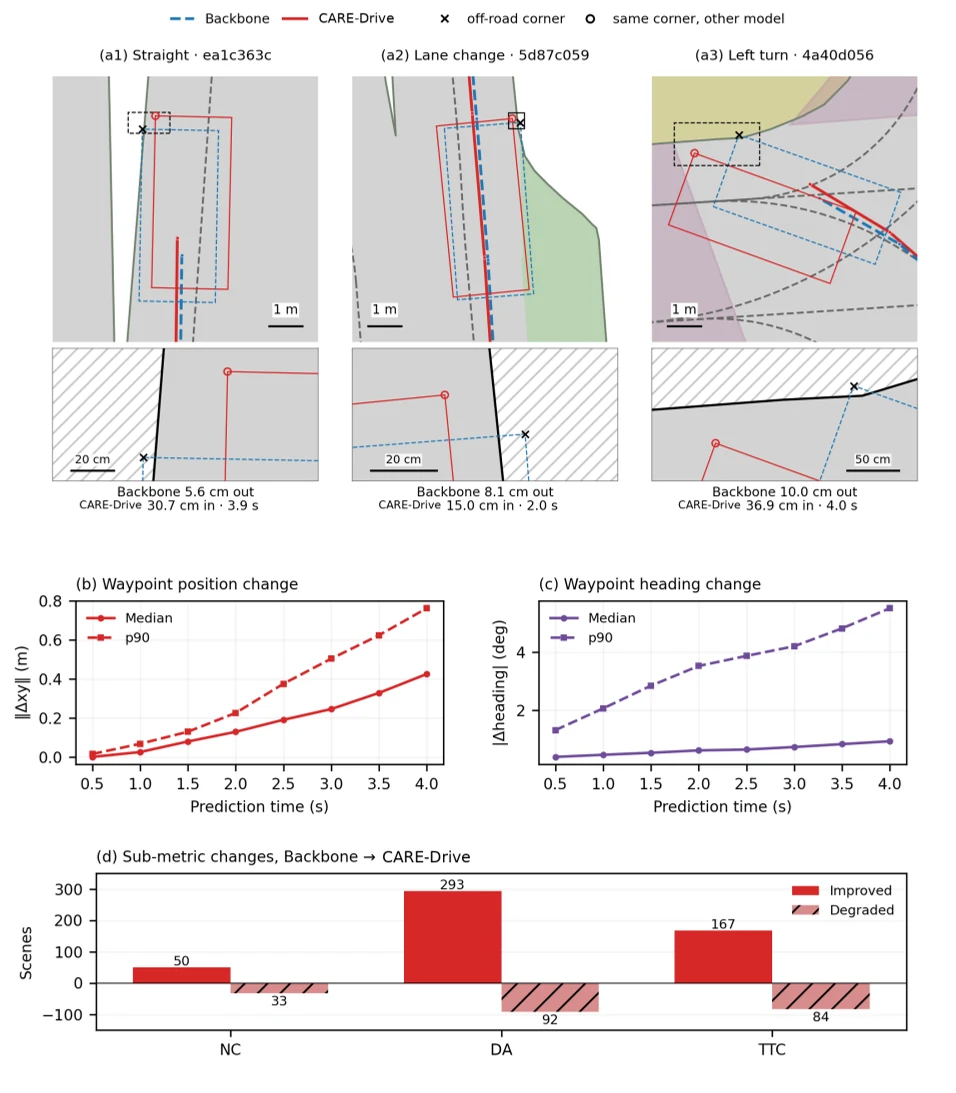 Backbone CARE-Drive off-road corner same corner, other model
(a1) Straight · ea1c363c
(a2) Lane change · 5d87c059
(a3) Left turn · 4a40d056
1 m
1 m
1 m
20 cm
20 cm
50 cm
Backbone 5.6 cm out
CARE-Drive 30.7 cm in · 3.9 s
Backbone 8.1 cm out
CARE-Drive 15.0 cm in · 2.0 s
Backbone 10.0 cm out
CARE-Drive 36.9 cm in · 4.0 s
(b) Waypoint position change
0.8
0.6
0.4
0.2
0.0
‖Δxy‖ (m)
Median
p90
0.5 1.0 1.5 2.0 2.5 3.0 3.5 4.0
Prediction time (s)
(c) Waypoint heading change
4
2
|Δheading| (deg)
Median
p90
0.5 1.0 1.5 2.0 2.5 3.0 3.5 4.0
Prediction time (s)
(d) Sub-metric changes, Backbone → CARE-Drive
300
200
100
0
−100
Scenes
Improved
Degraded
50
33
293
92
167
84
NC DA TTC